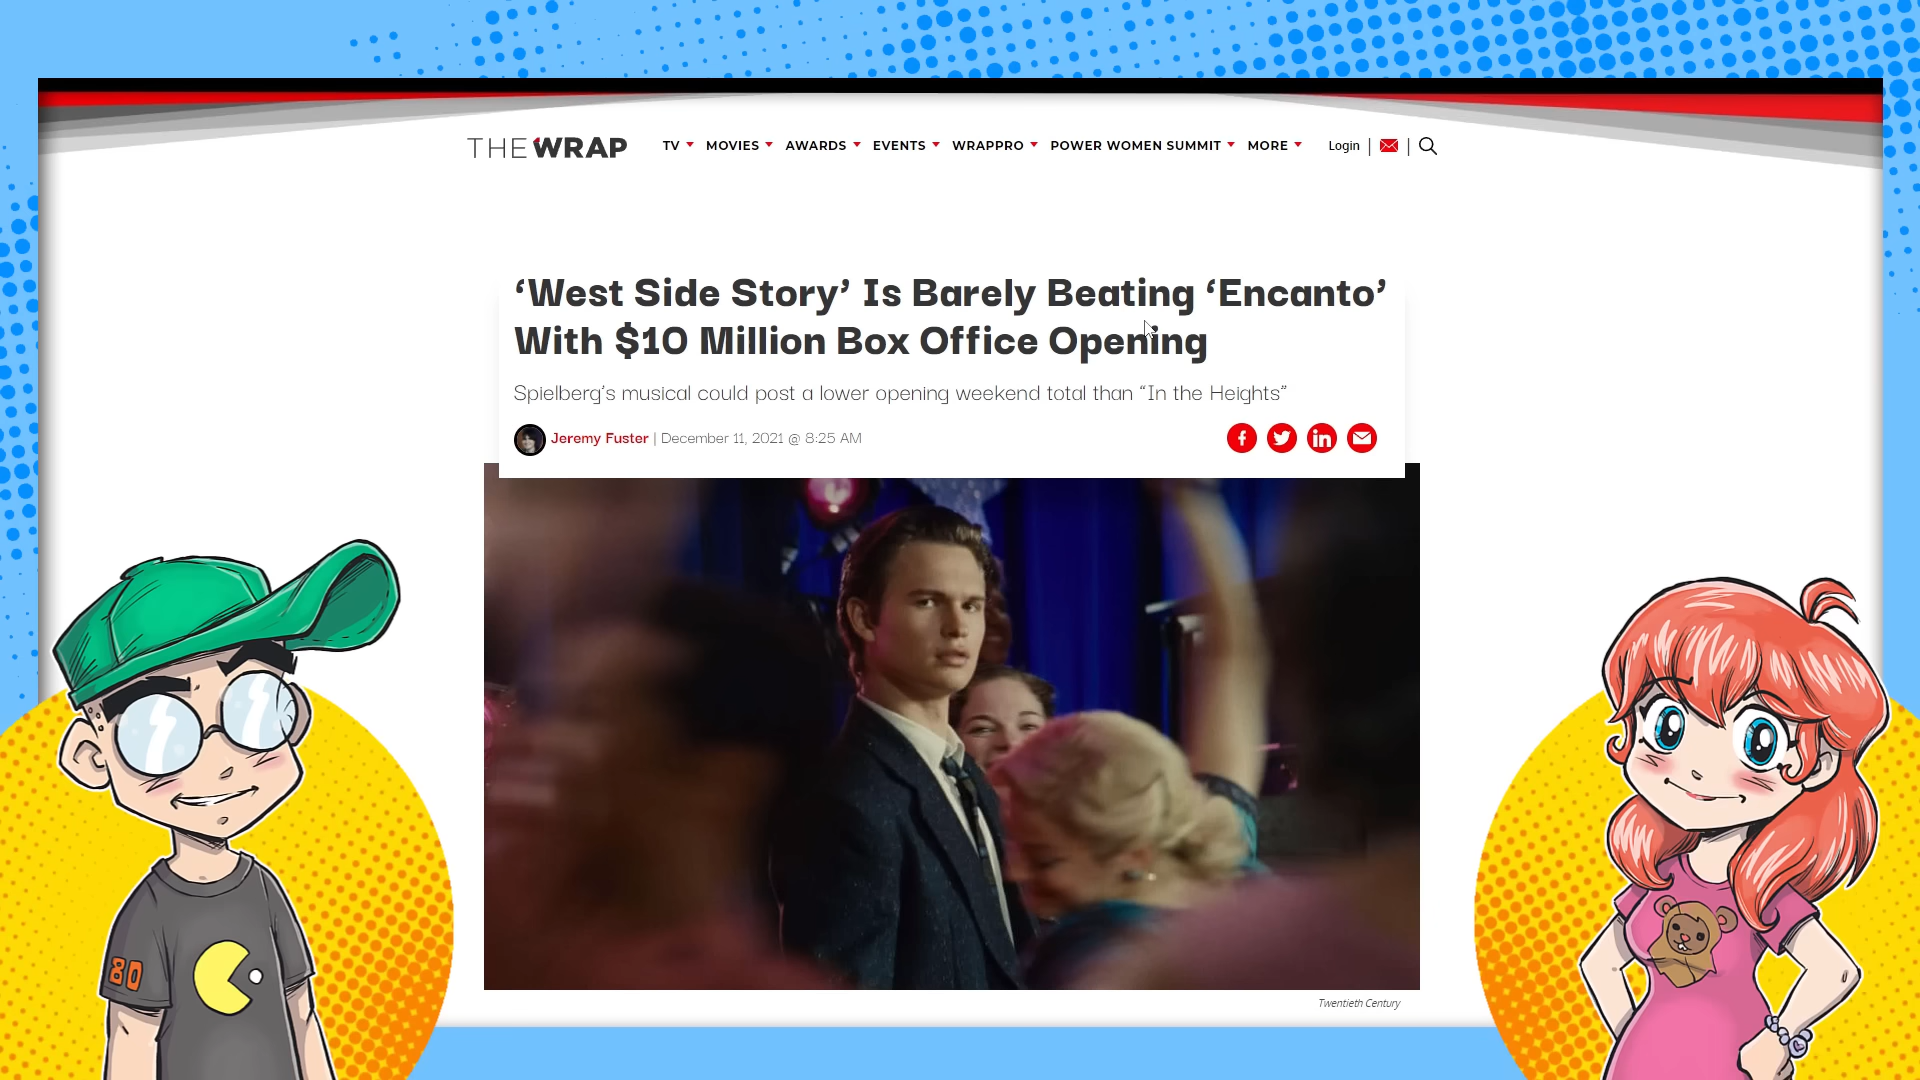 THE WRAP
TV MOVIES AWARDS EVENTS WRAPPRO POWER WOMEN SUMMIT MORE Login | |
‘West Side Story’ Is Barely Beating ‘Encanto’
With $10 Million Box Office Opening
Spielberg’s musical could post a lower opening weekend total than “In the Heights”
Jeremy Fuster | December 11, 2021 @ 8:25 AM
Twentieth Century
80